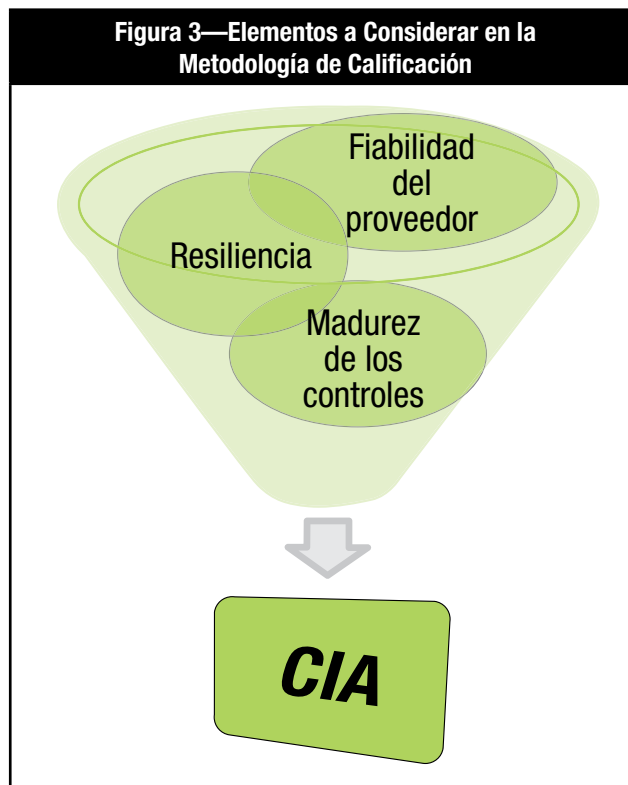 Figura 3—Elementos a Considerar en la
Metodología de Calificación
Fiabilidad
del
proveedor
Resiliencia
Madurez
de los
controles
CIA